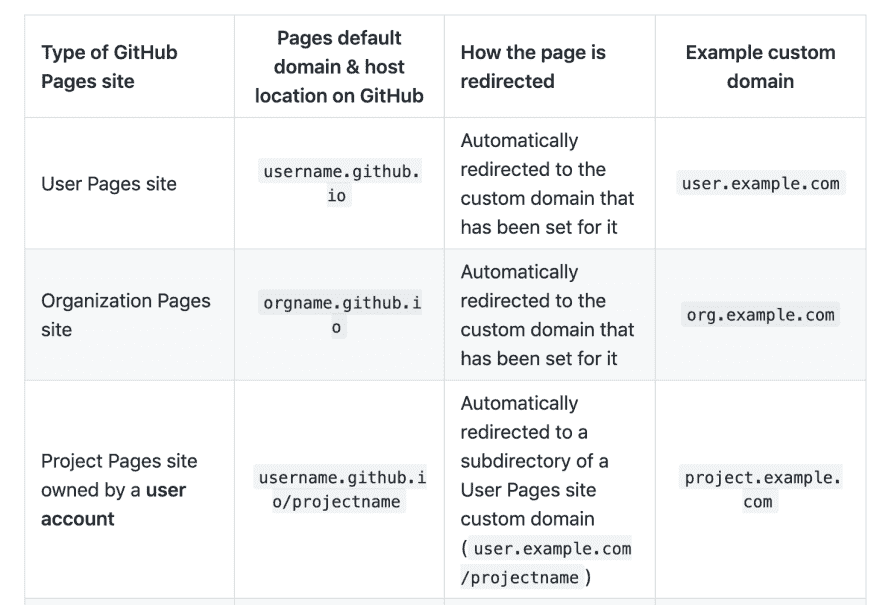 Type of GitHub
Pages site
Pages default
domain & host
location on GitHub
How the page is
redirected
Example custom
domain
User Pages site
username.github.
io
Automatically
redirected to the
custom domain that
has been set for it
user.example.com
Organization Pages
site
orgname.github.i
o
Automatically
redirected to the
custom domain that
has been set for it
org.example.com
Project Pages site
owned by a user
account
username.github.i
o/projectname
Automatically
redirected to a
subdirectory of a
User Pages site
custom domain
(user.example.com
/projectname)
project.example.
com